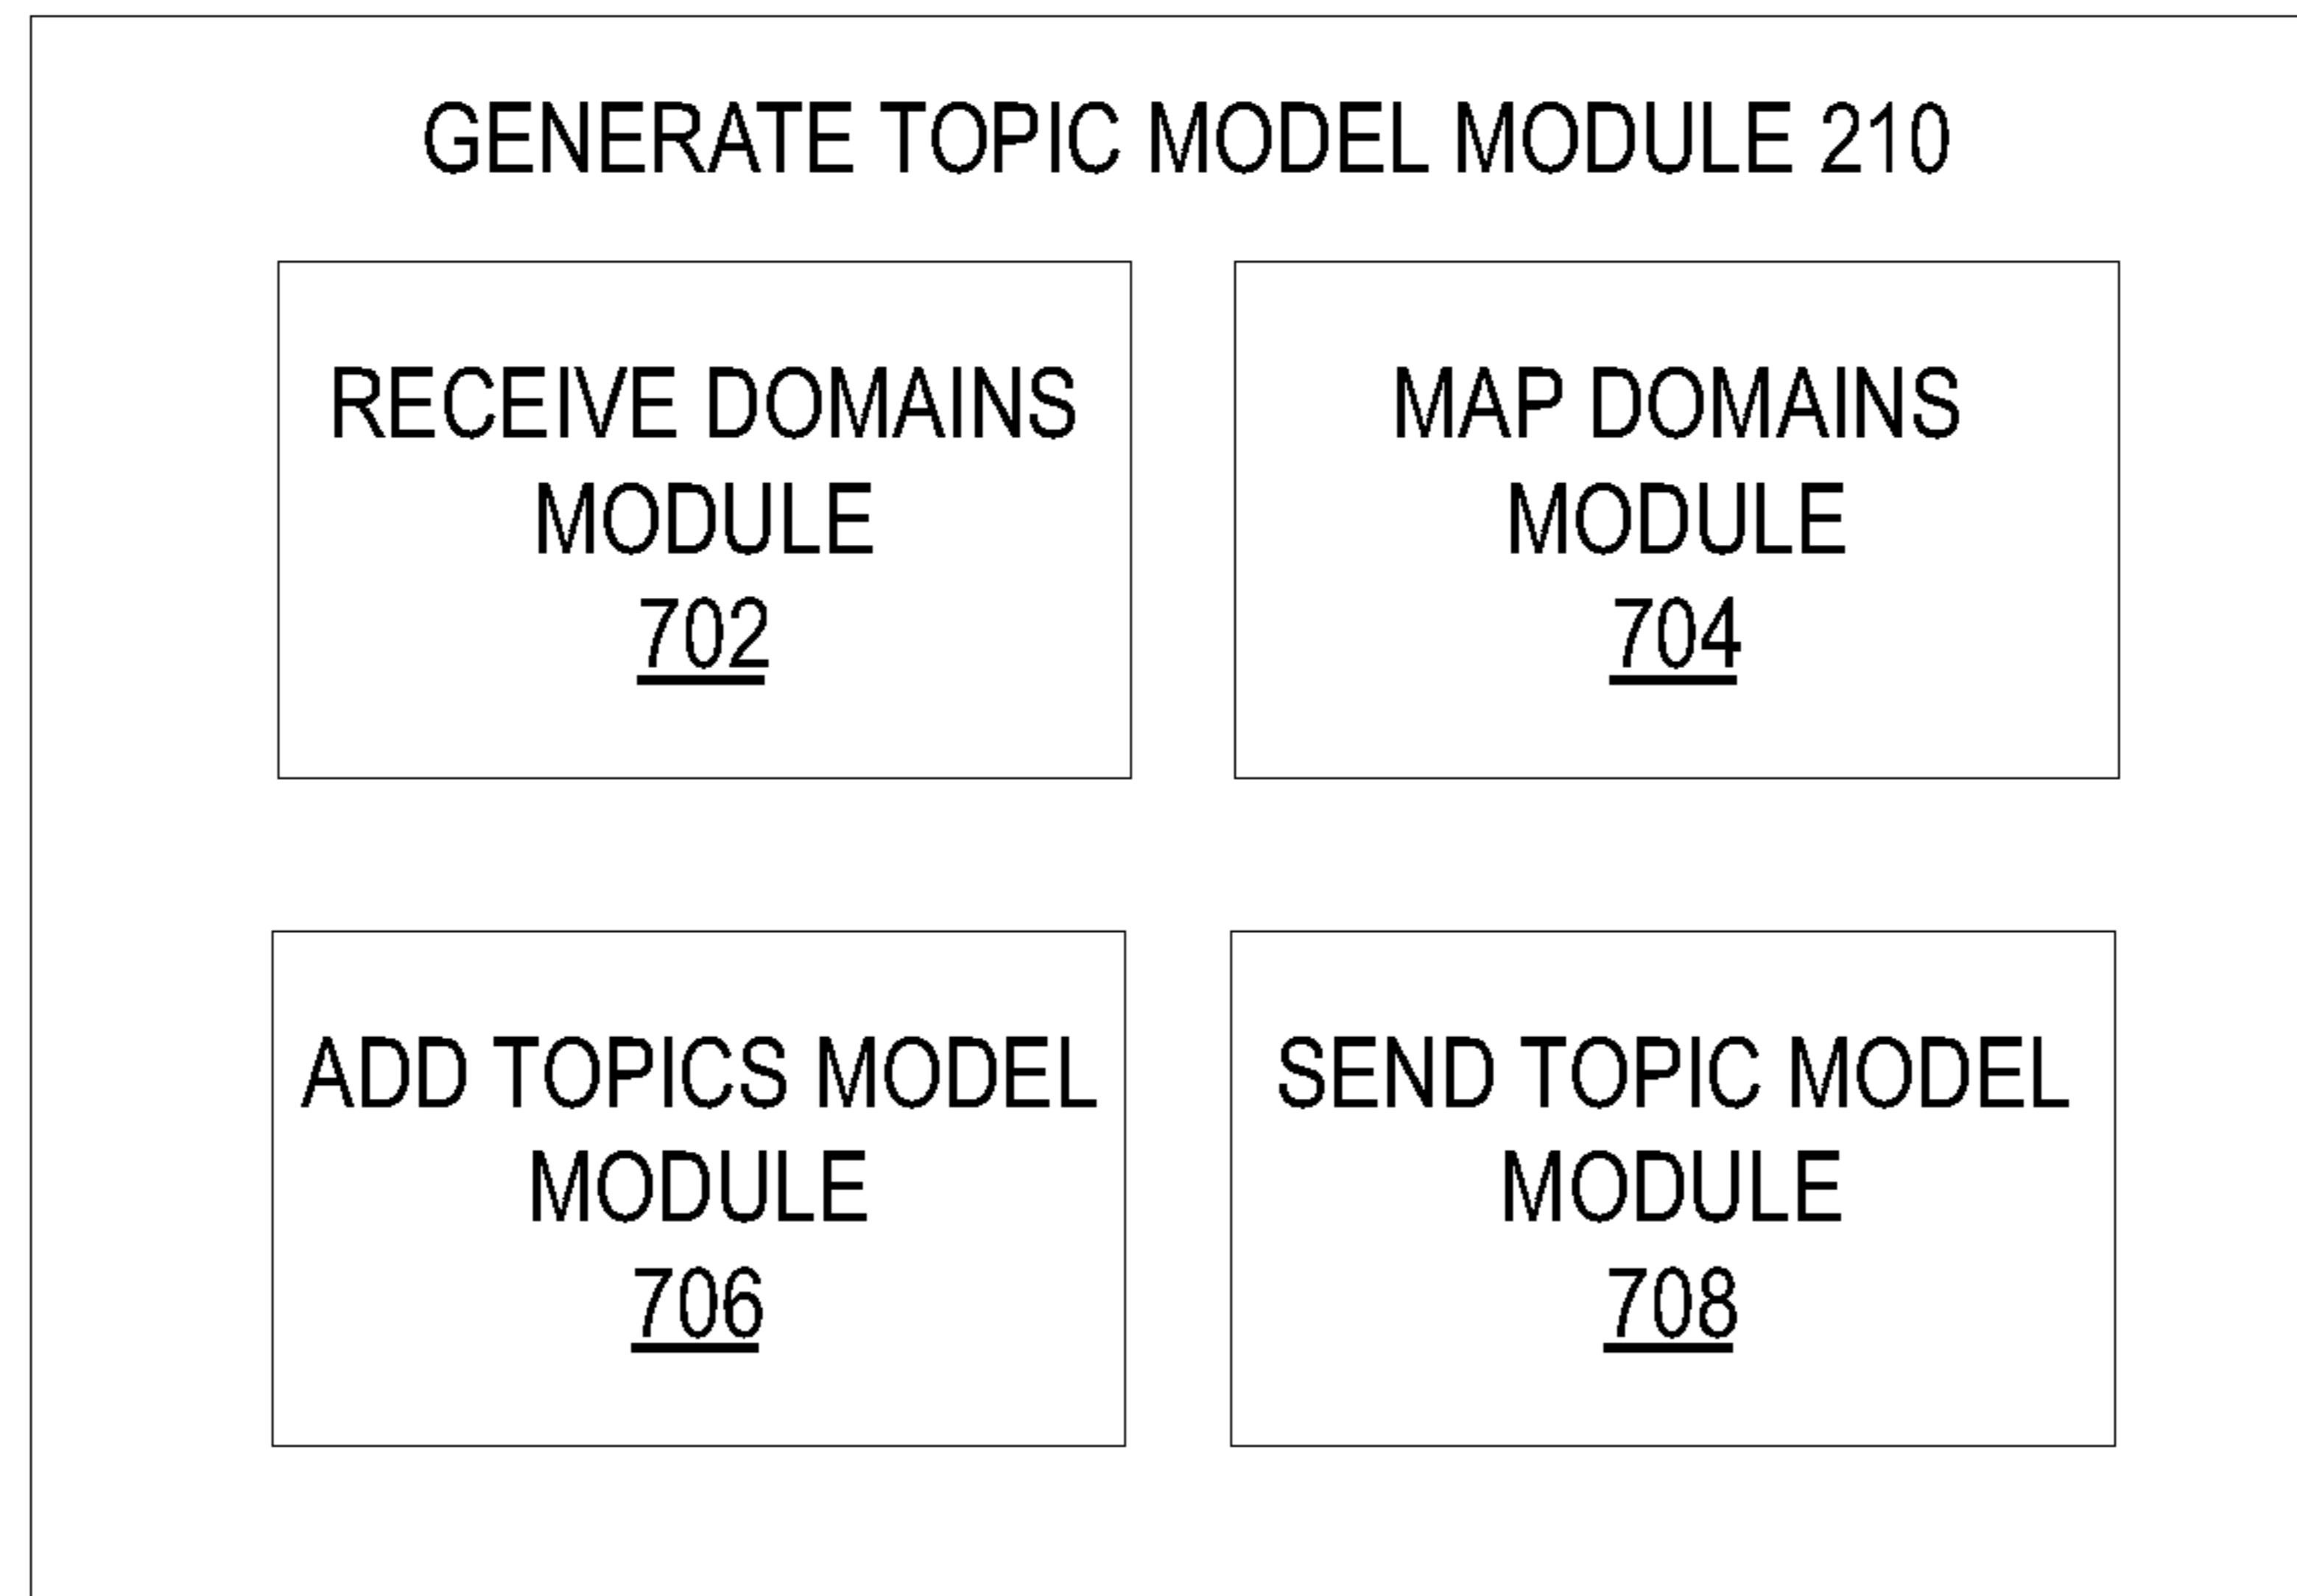 GENERATE TOPIC MODEL MODULE 210
RECEIVE DOMAINS
MODULE
702
MAP DOMAINS
MODULE
704
ADD TOPICS MODEL
MODULE
706
SEND TOPIC MODEL
MODULE
708